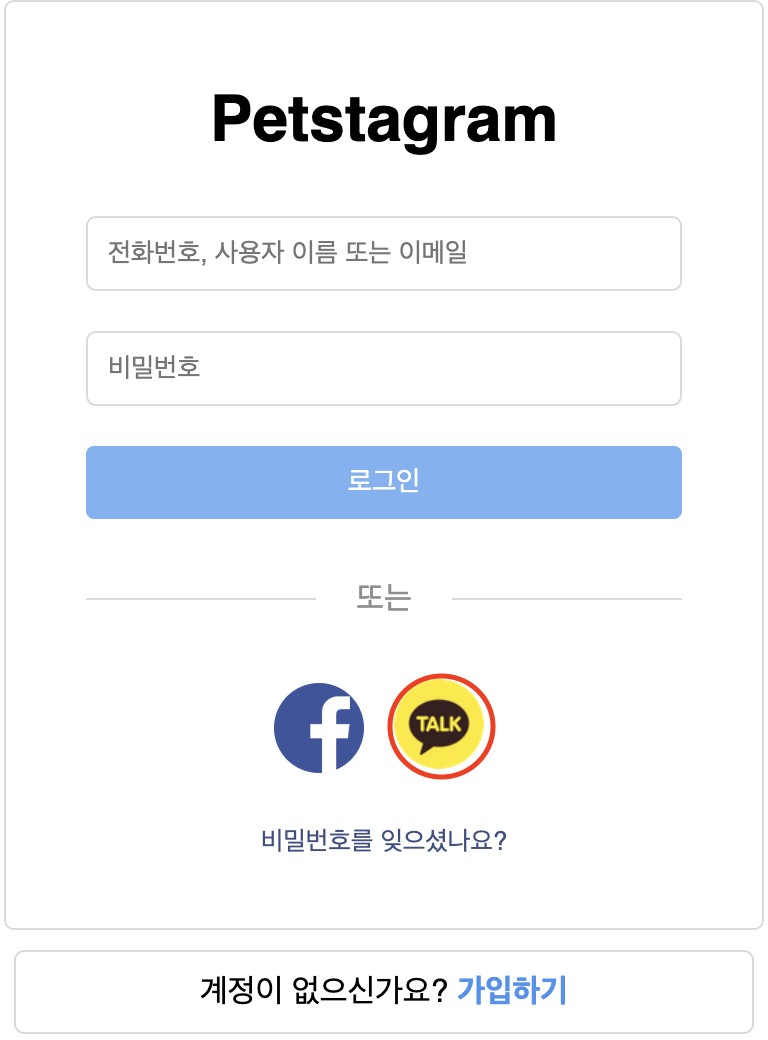 Petstagram
전화번호, 사용자 이름 또는 이메일
비밀번호
로그인
또는
f
TALK
비밀번호를 잊으셨나요?
계정이 없으신가요? 가입하기